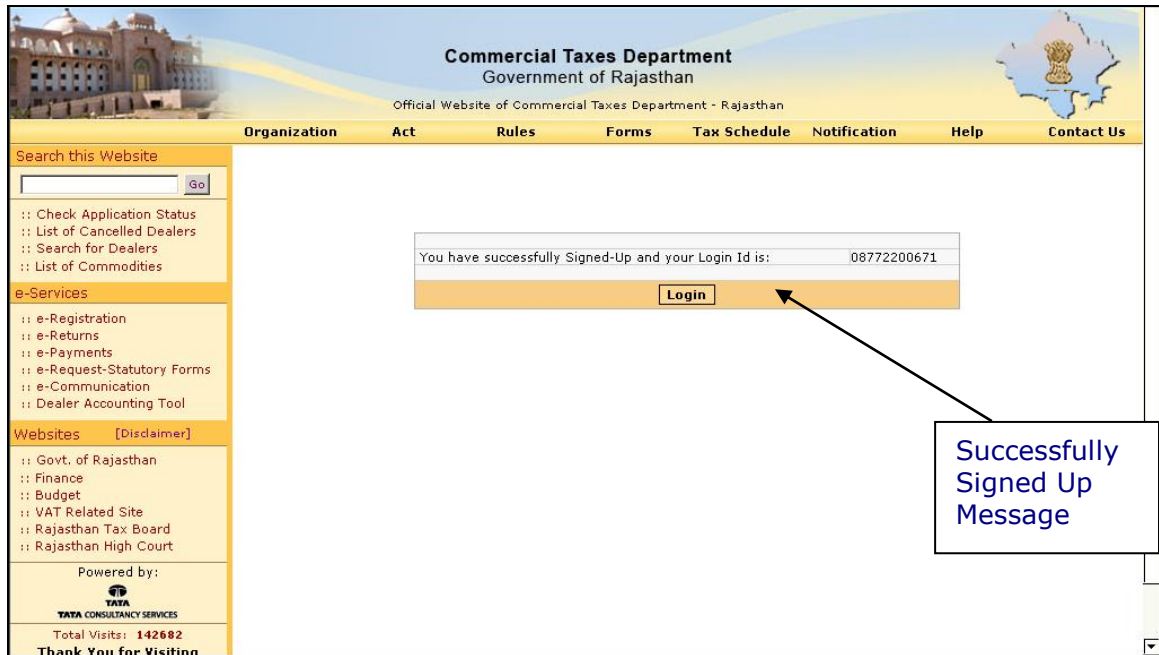 Commercial Taxes Department
Government of Rajasthan
Official Website of Commercial Taxes Department - Rajasthan
Organization Act Rules Forms Tax Schedule Notification Help Contact Us
Search this Website
Go
:: Check Application Status
:: List of Cancelled Dealers
:: Search for Dealers
:: List of Commodities
e-Services
:: e-Registration
:: e-Returns
:: e-Payments
:: e-Request-Statutory Forms
:: e-Communication
:: Dealer Accounting Tool
Websites [Disclaimer]
:: Govt. of Rajasthan
:: Finance
:: Budget
:: VAT Related Site
:: Rajasthan Tax Board
:: Rajasthan High Court
Powered by:
TATA
TATA CONSULTANCY SERVICES
Total Visits: 142682
Thank You for Visiting
You have successfully Signed-Up and your Login Id is: 08772200671
Login
Successfully
Signed Up
Message